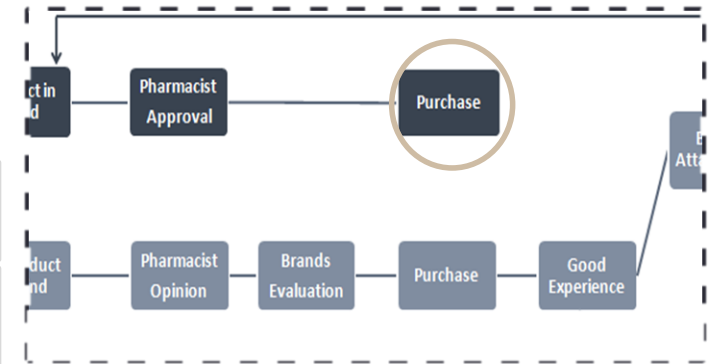 ct in
d
Pharmacist
Approval
Purchase
E
Atta
duct
nd
Pharmacist
Opinion
Brands
Evaluation
Purchase
Good
Experience